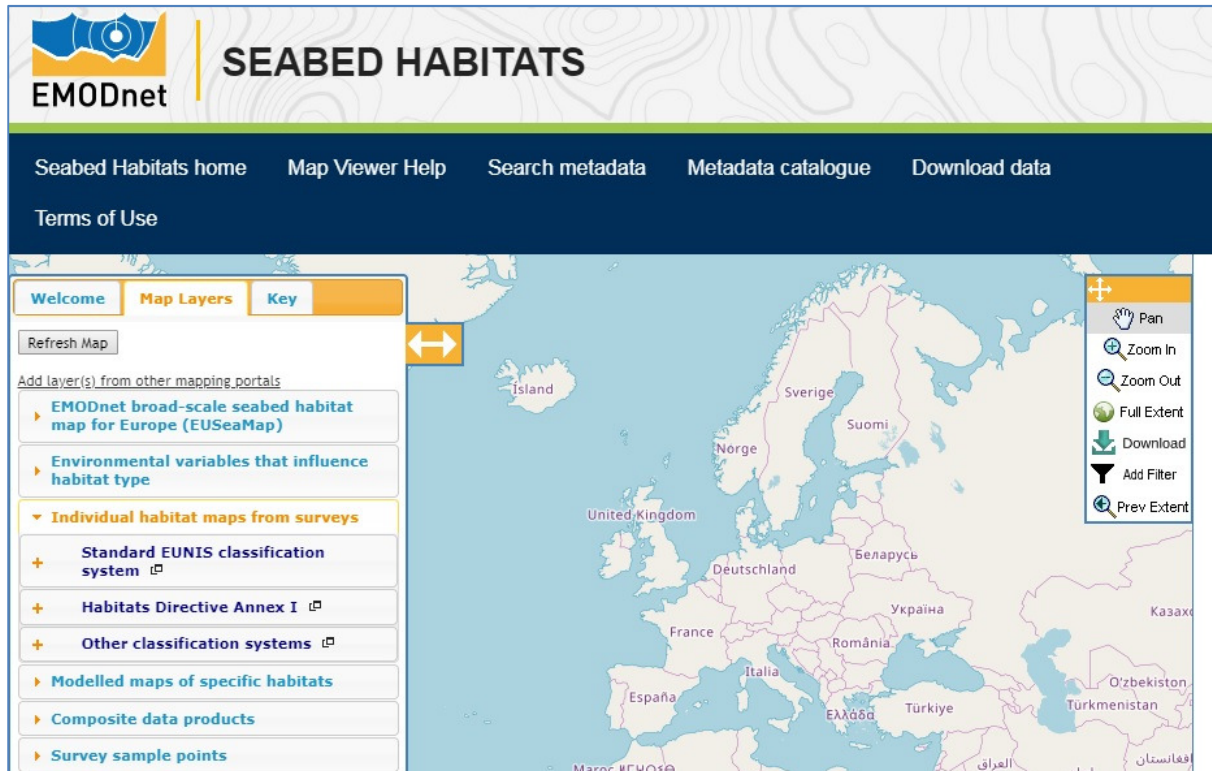 EMODnet
SEABED HABITATS
Seabed Habitats home
Map Viewer Help
Search metadata
Metadata catalogue
Download data
Terms of Use
Welcome
Map Layers
Key
Refresh Map
Add layer(s) from other mapping portals
EMODnet broad-scale seabed habitat
map for Europe (EUSeaMap)
Environmental variables that influence
habitat type
Individual habitat maps from surveys
Standard EUNIS classification
system
Habitats Directive Annex I
Other classification systems
Modelled maps of specific habitats
Composite data products
Survey sample points
Pan
Zoom In
Zoom Out
Full Extent
Download
Add Filter
Prev Extent
Ísland
Sverige
Suomi
Norge
United Kingdom
Беларусь
Deutschland
Україна
France
România
Italia
España
Ελλάδα
Türkiye
O'zbekiston
Türkmenistan
Maroc
العراق
افغانستان